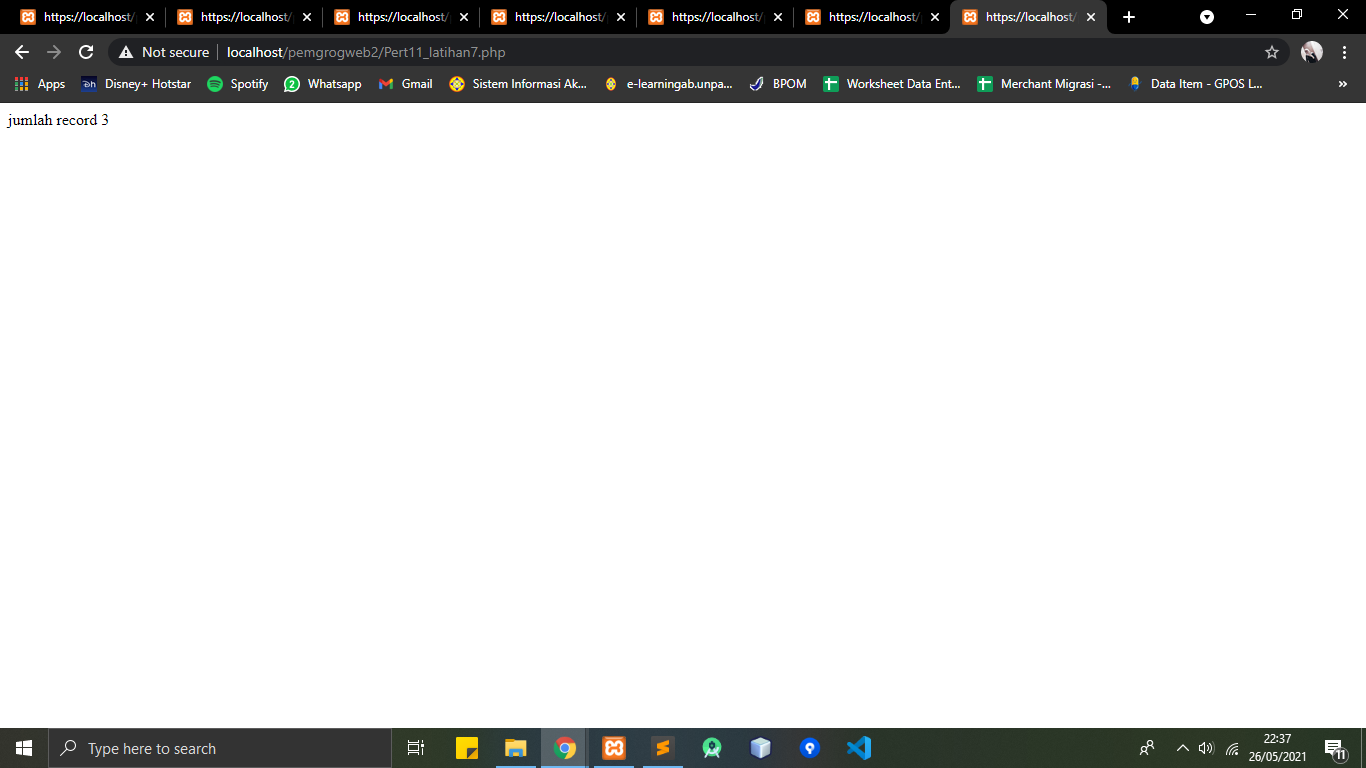 https://localhost/ https://localhost/ https://localhost/ https://localhost/ https://localhost/ https://localhost/ https://localhost/
Not secure localhost/pemgrogweb2/Pert11_latihan7.php
Apps Disney+ Hotstar Spotify 2 Whatsapp Gmail Sistem Informasi Ak... e-learningab.unpa... BPOM Worksheet Data Ent... Merchant Migrasi -... Data Item - GPOS L... »
jumlah record 3
Type here to search
22:37
26/05/2021
11